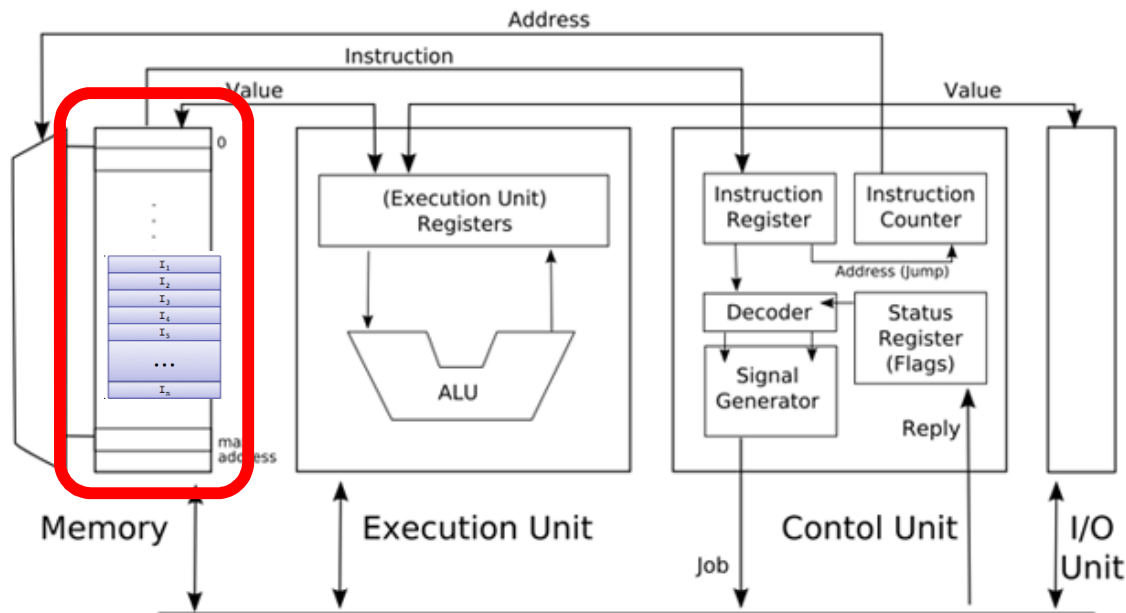 Address
Instruction
Value
Value
0
(Execution Unit)
Registers
Instruction
Register
Instruction
Counter
I₁
I₂
I₃
I₄
I₅
...
Iₙ
Address (Jump)
Decoder
Status
Register
(Flags)
ALU
Signal
Generator
Reply
max
address
Memory
Execution Unit
Contol Unit
I/O
Unit
Job